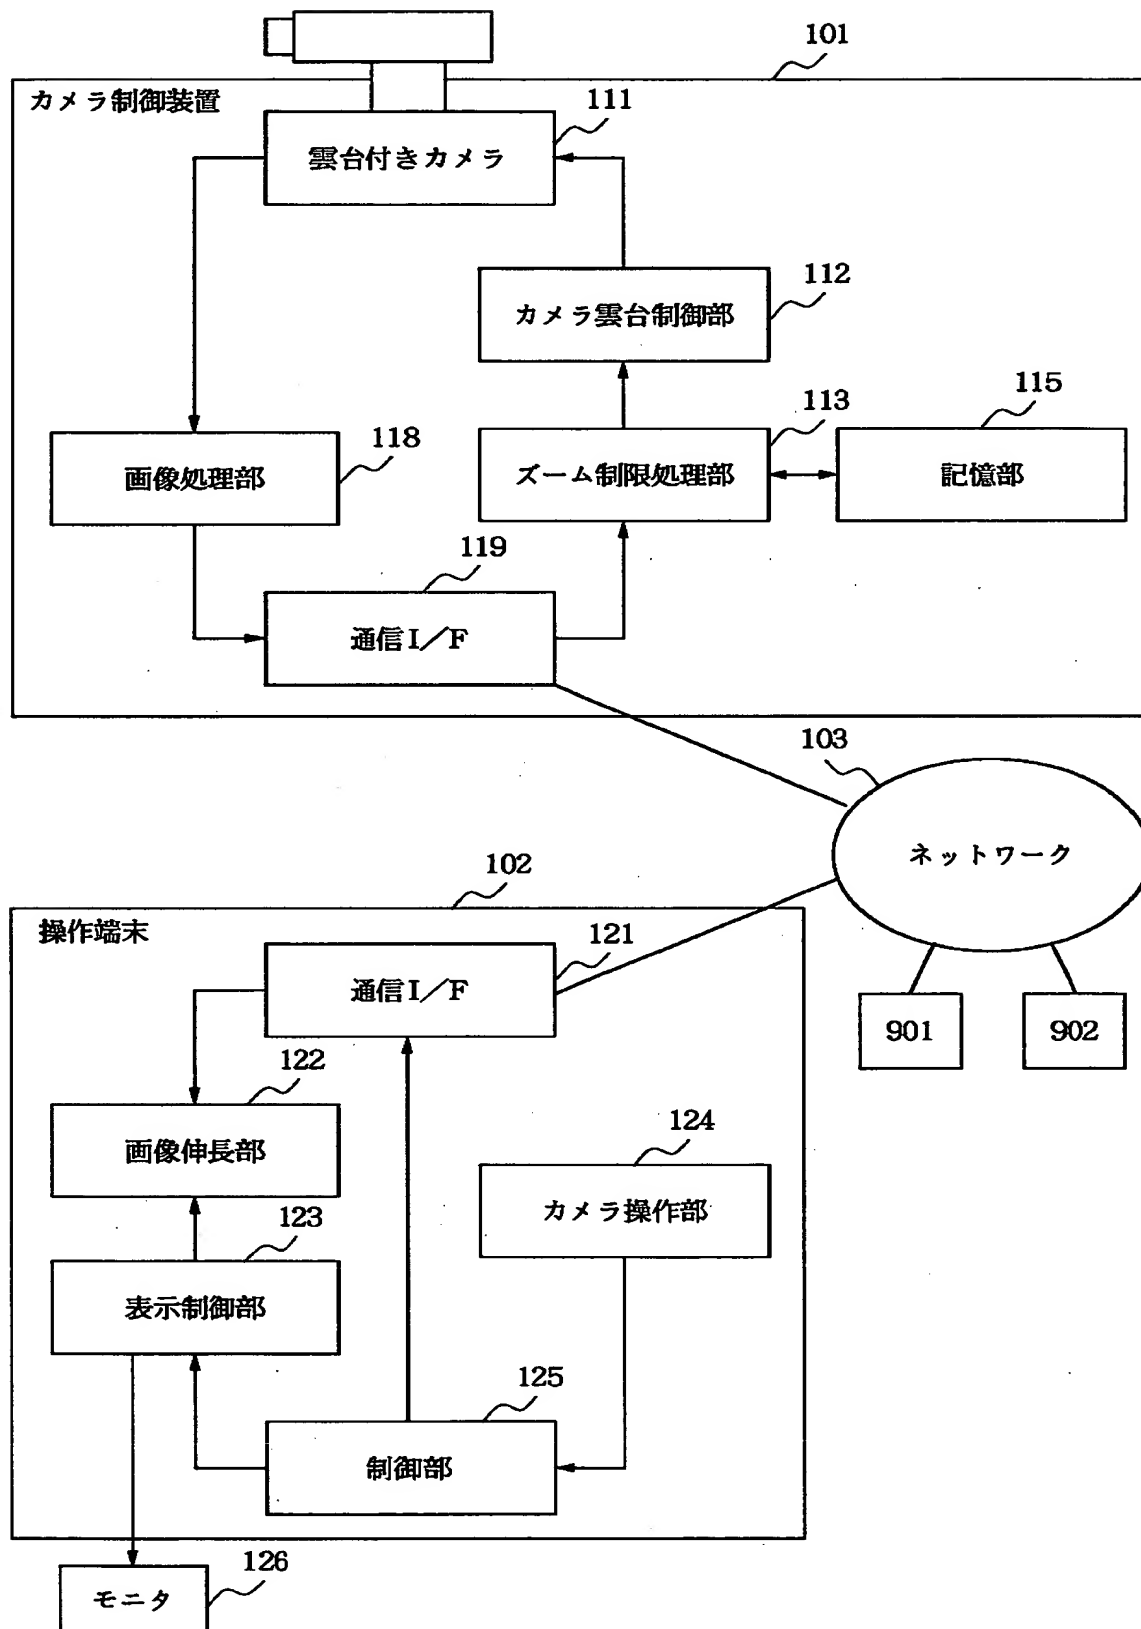 101
カメラ制御装置
111
雲台付きカメラ
112
カメラ雲台制御部
113
115
118
画像処理部
ズーム制限処理部
記憶部
119
通信I/F
103
ネットワーク
102
操作端末
121
通信I/F
901
902
122
画像伸長部
124
カメラ操作部
123
表示制御部
125
制御部
126
モニタ